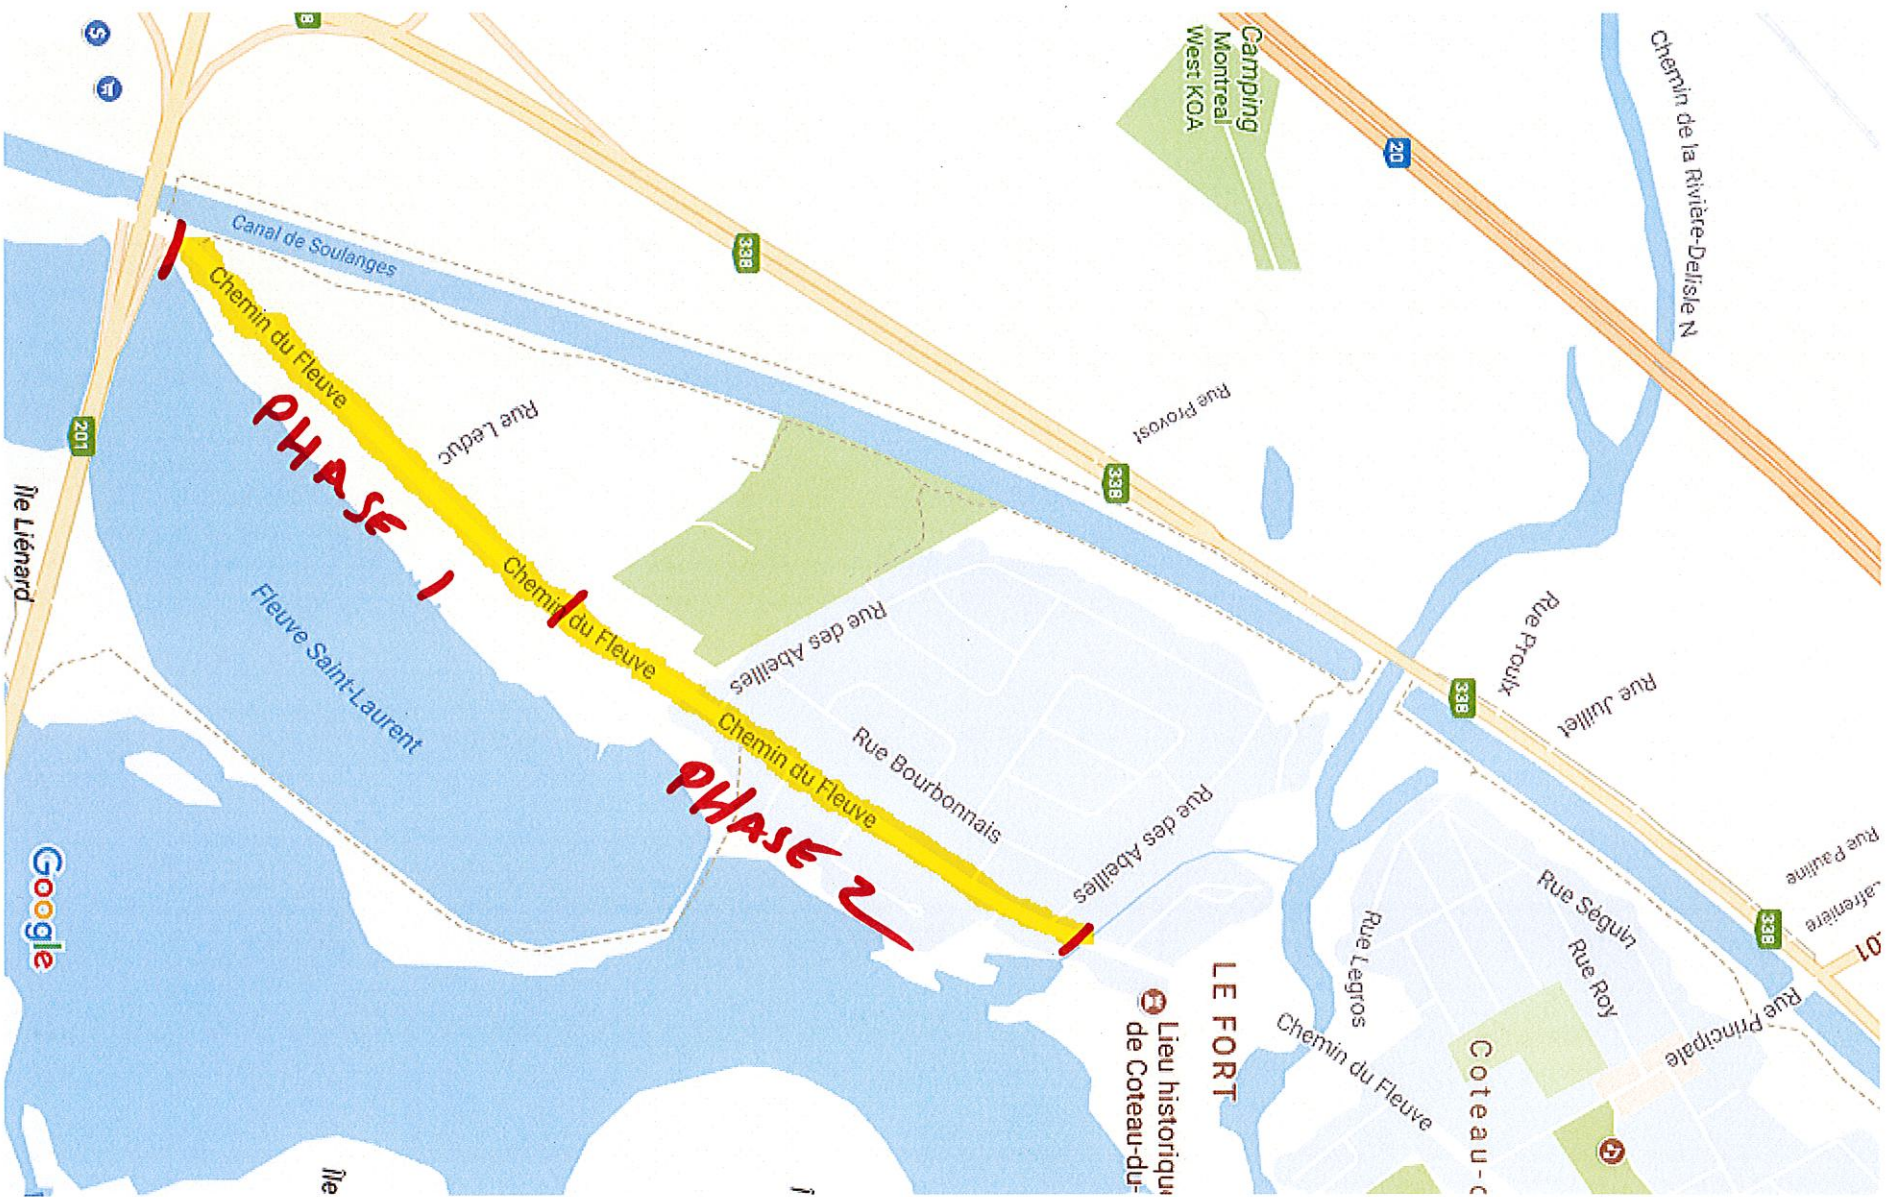 Camping
Montreal
West KOA
Chemin de la Rivière-Delisle N
20
338
338
338
338
201
Canal de Soulanges
Chemin du Fleuve
Chemin du Fleuve
Chemin du Fleuve
Chemin du Fleuve
PHASE 1
PHASE 2
Rue Leduc
Rue Provost
Rue des Abeilles
Rue Bourbonnais
Rue des Abeilles
Rue Proulx
Rue Juillet
Rue Pauline
Rue Séguin
Rue Roy
Rue Legros
Rue Principale
Fleuve Saint-Laurent
Île Liénard
LE FORT
Lieu historiqu
de Coteau-du-
Coteau-
Île
Google